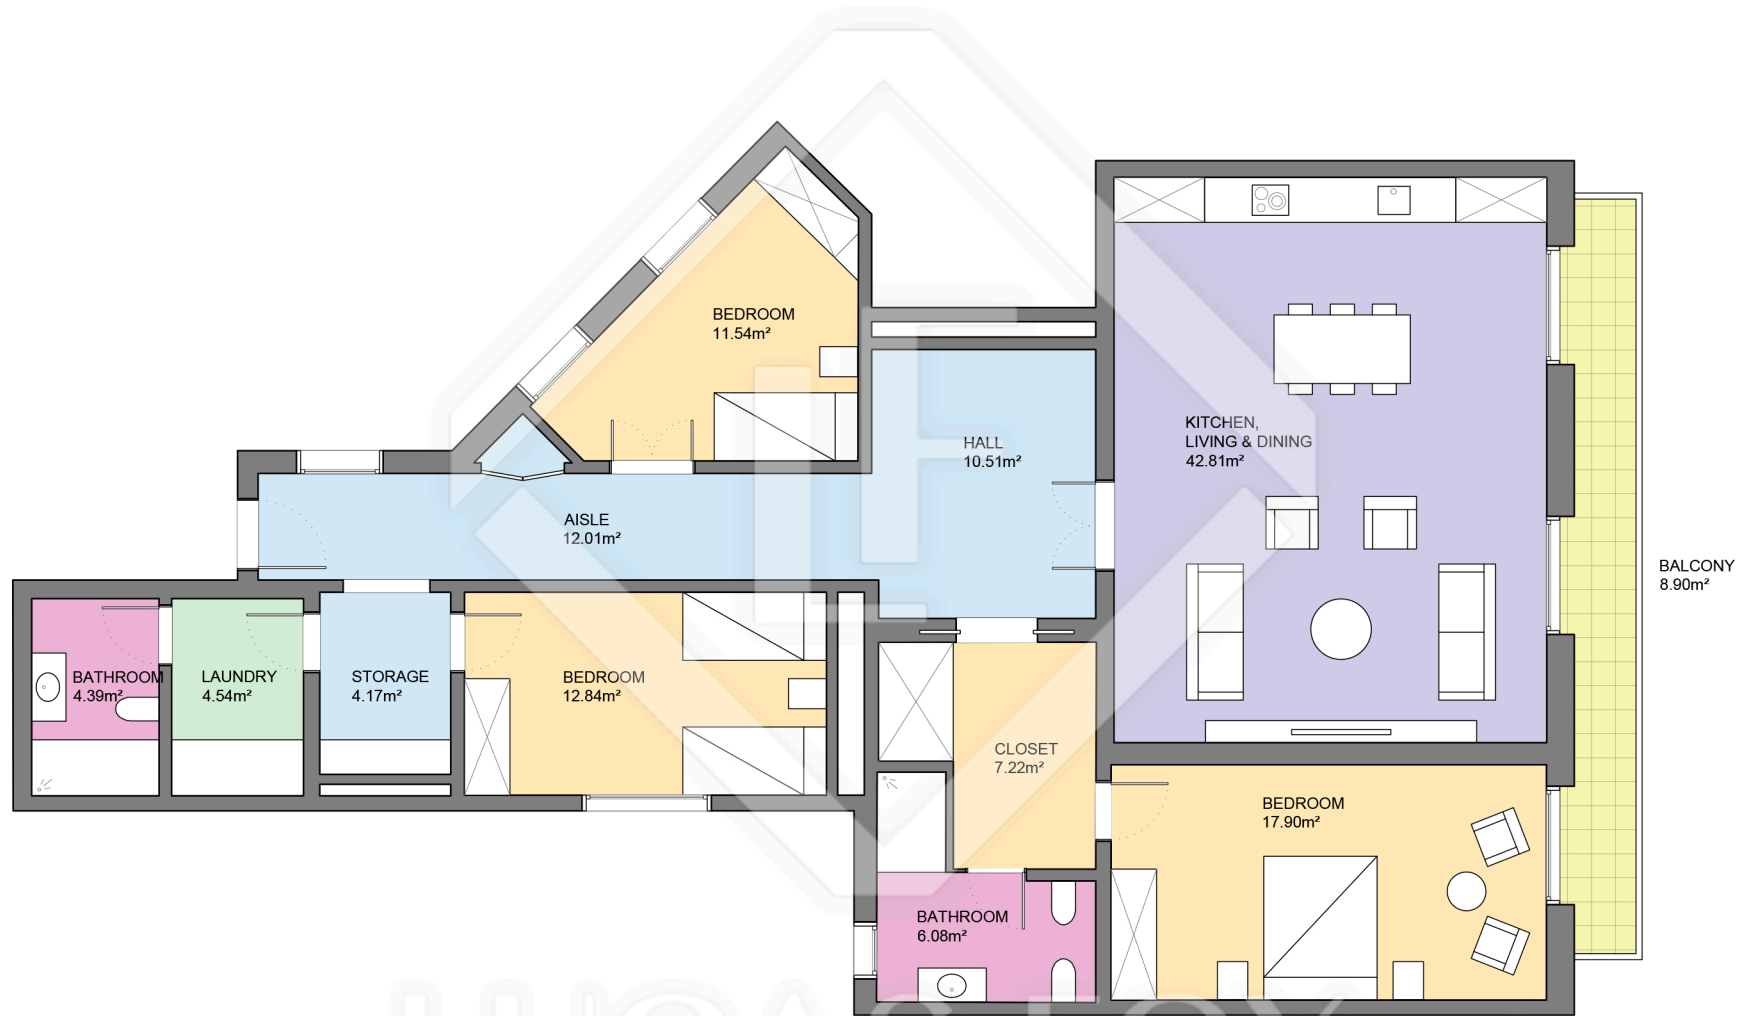 BEDROOM
11.54m²
HALL
10.51m²
KITCHEN,
LIVING & DINING
42.81m²
AISLE
12.01m²
BALCONY
8.90m²
BATHROOM
4.39m²
LAUNDRY
4.54m²
STORAGE
4.17m²
BEDROOM
12.84m²
CLOSET
7.22m²
BEDROOM
17.90m²
BATHROOM
6.08m²
LUCAS FOX